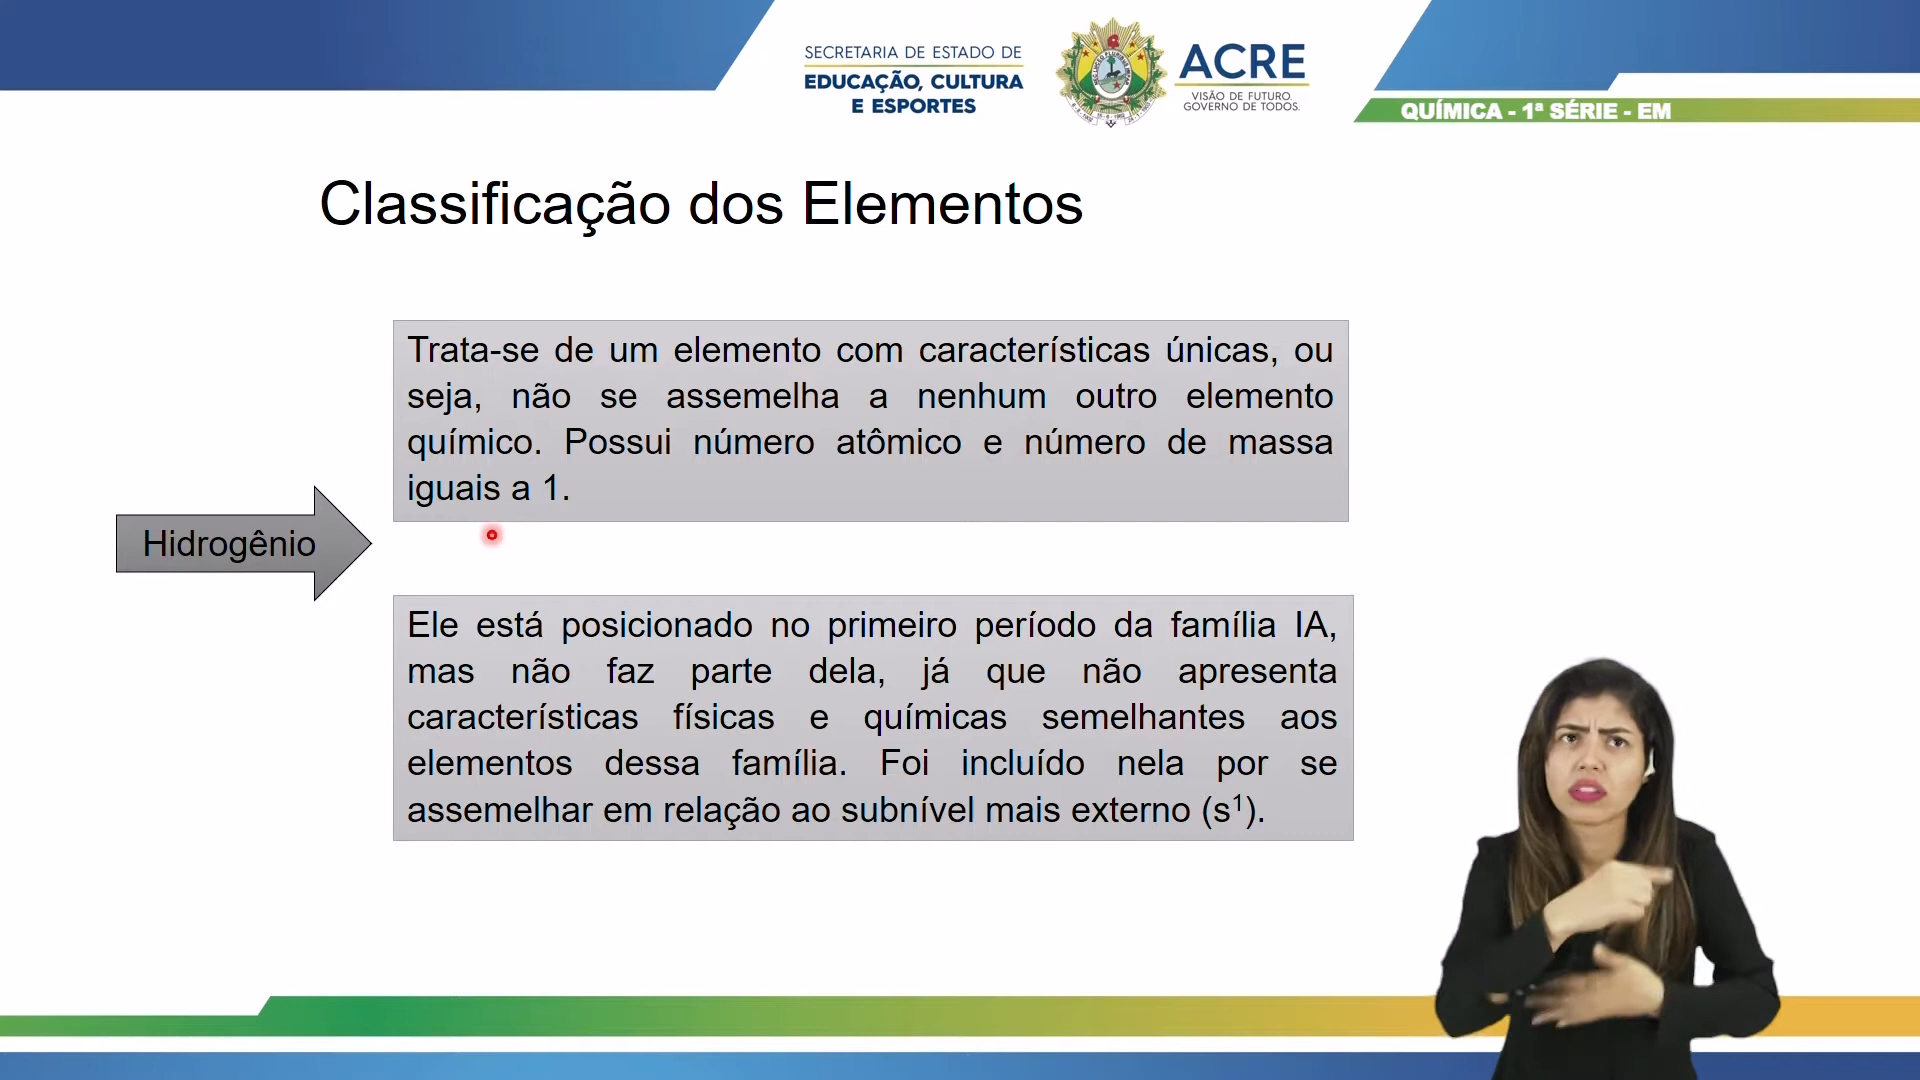 SECRETARIA DE ESTADO DE
EDUCAÇÃO, CULTURA
E ESPORTES
ACRE
VISÃO DE FUTURO.
GOVERNO DE TODOS.
QUÍMICA - 1ª SÉRIE - EM
Classificação dos Elementos
Trata-se de um elemento com características únicas, ou
seja, não se assemelha a nenhum outro elemento
químico. Possui número atômico e número de massa
iguais a 1.
Hidrogênio
Ele está posicionado no primeiro período da família IA,
mas não faz parte dela, já que não apresenta
características físicas e químicas semelhantes aos
elementos dessa família. Foi incluído nela por se
assemelhar em relação ao subnível mais externo (s¹).